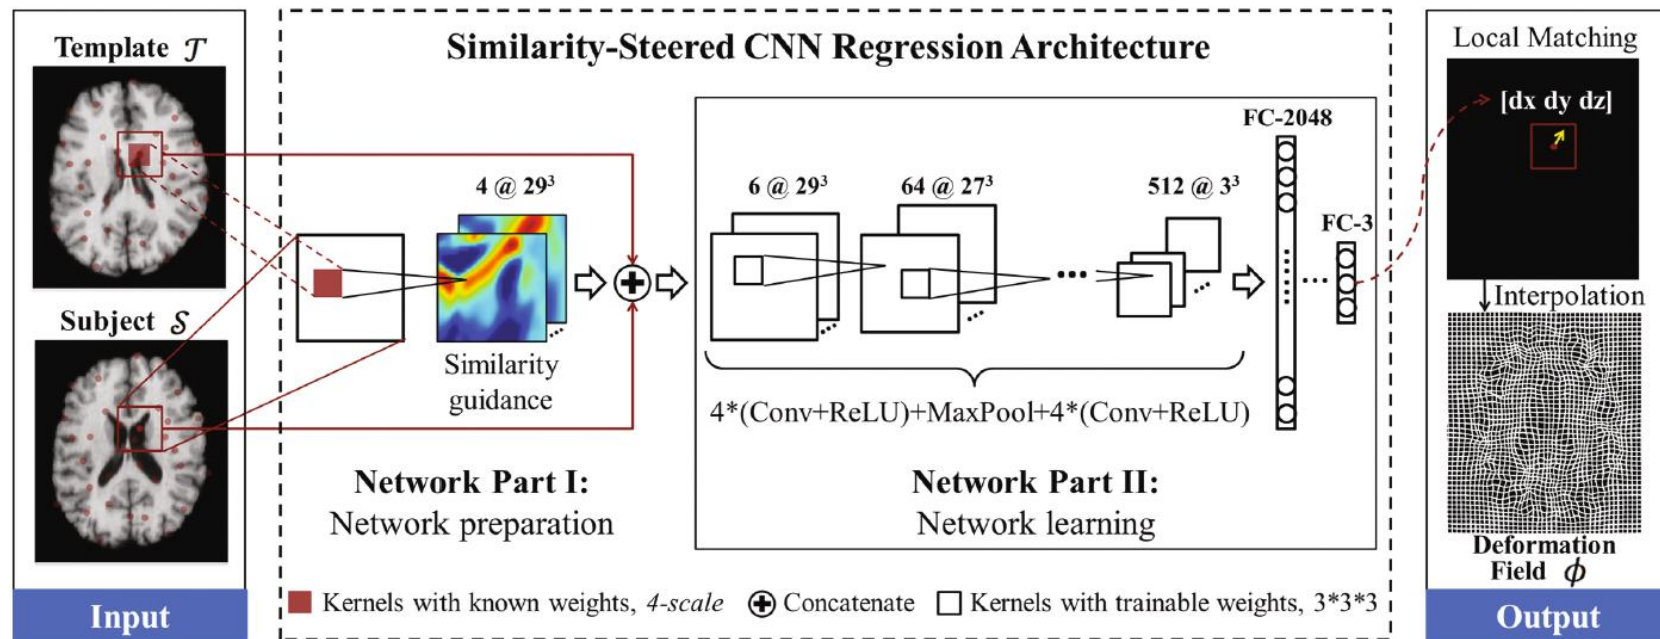 Template 𝒯
Subject 𝒮
Input
Similarity-Steered CNN Regression Architecture
4 @ 29³
Similarity
guidance
Network Part I:
Network preparation
6 @ 29³
64 @ 27³
512 @ 3³
FC-2048
FC-3
4*(Conv+ReLU)+MaxPool+4*(Conv+ReLU)
Network Part II:
Network learning
Kernels with known weights, 4-scale
Concatenate
Kernels with trainable weights, 3*3*3
Local Matching
[dx dy dz]
Interpolation
Deformation
Field ϕ
Output